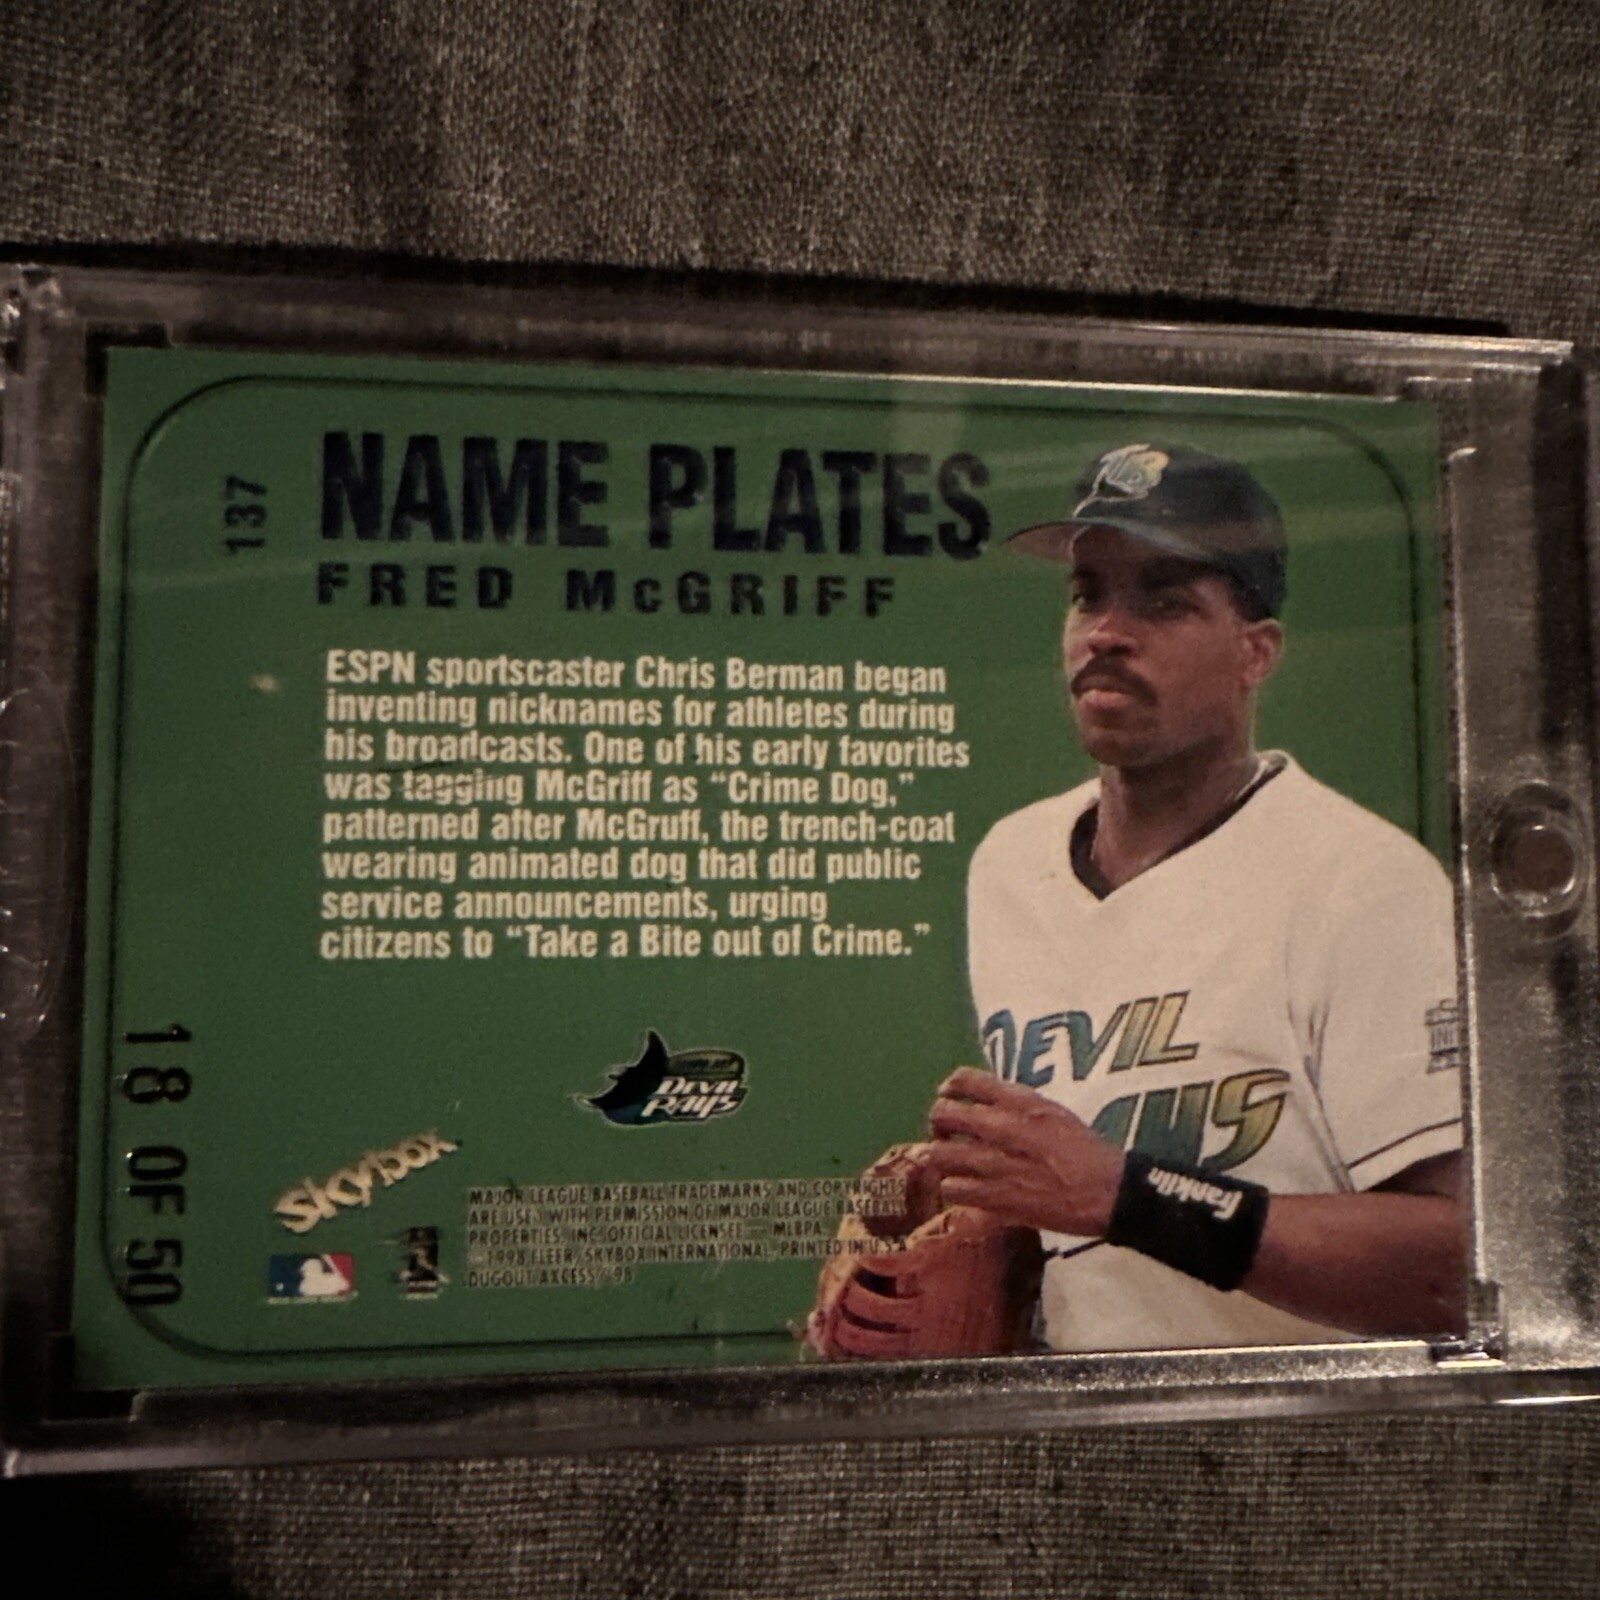 137
NAME PLATES
FRED McGRIFF
ESPN sportscaster Chris Berman began
inventing nicknames for athletes during
his broadcasts. One of his early favorites
was tagging McGriff as “Crime Dog,”
patterned after McGruff, the trench-coat
wearing animated dog that did public
service announcements, urging
citizens to “Take a Bite out of Crime.”
18 OF 50
DEVIL RAYS
SkyBox
MAJOR LEAGUE BASEBALL TRADEMARKS AND COPYRIGHTS
ARE USED WITH PERMISSION OF MAJOR LEAGUE BASEBALL
PROPERTIES, INC. OFFICIAL LICENSEE — MLBPA
©1998 FLEER/SKYBOX INTERNATIONAL, PRINTED IN U.S.A.
DUGOUT AXCESS '98
DEVIL
RAYS
Franklin